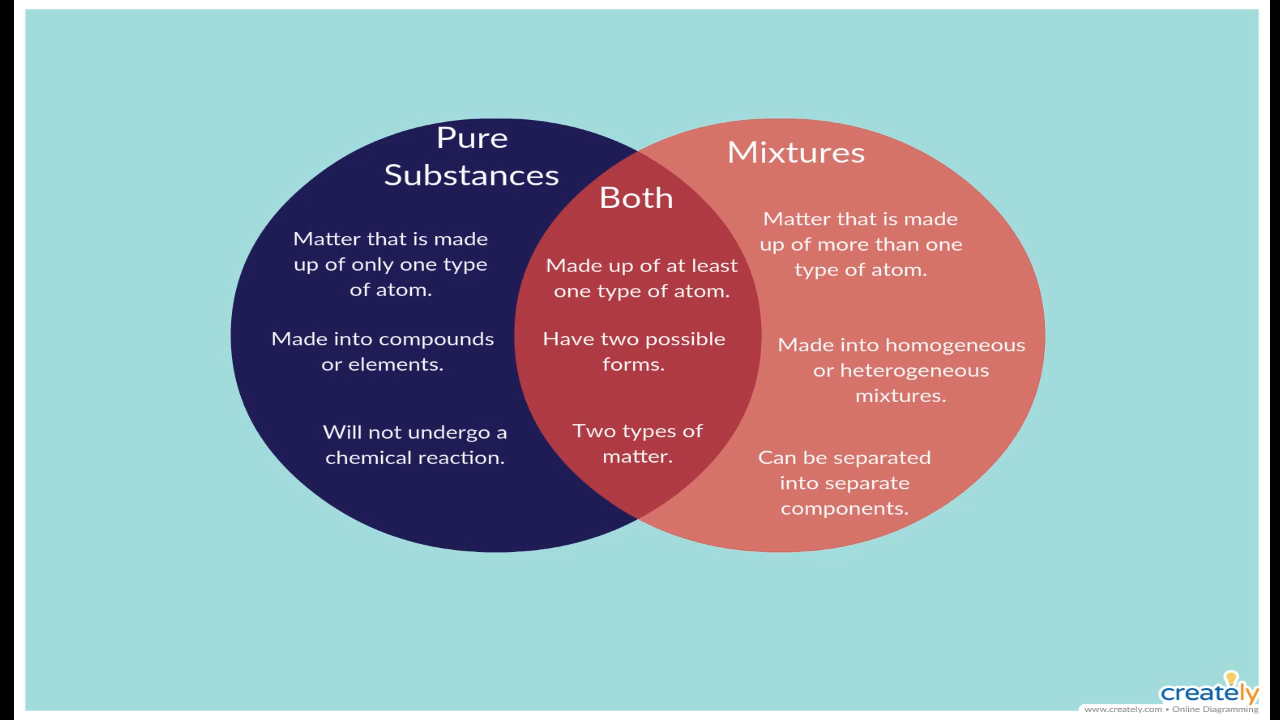 Pure
Substances
Matter that is made
up of only one type
of atom.
Made into compounds
or elements.
Will not undergo a
chemical reaction.
Both
Made up of at least
one type of atom.
Have two possible
forms.
Two types of
matter.
Mixtures
Matter that is made
up of more than one
type of atom.
Made into homogeneous
or heterogeneous
mixtures.
Can be separated
into separate
components.
creately
www.creately.com • Online Diagramming